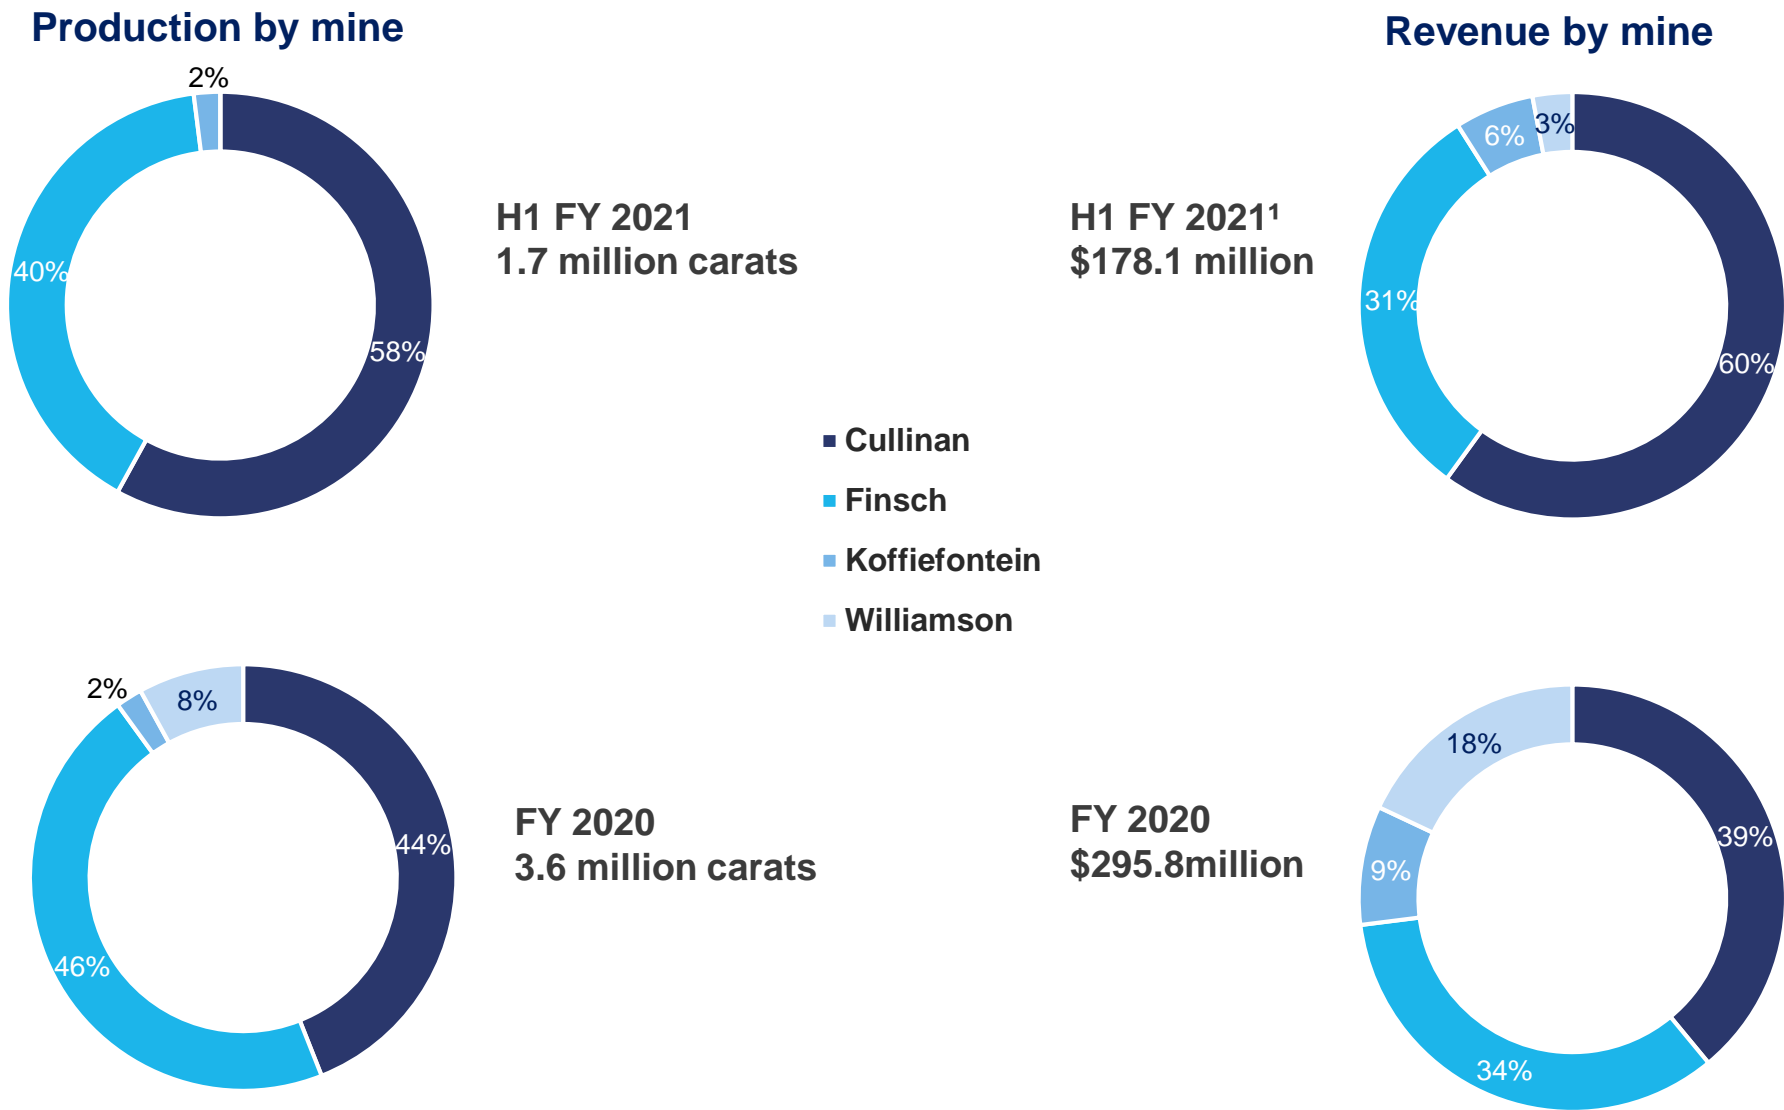 Production by mine
Revenue by mine
2%
40%
58%
H1 FY 2021
1.7 million carats
H1 FY 2021¹
$178.1 million
6%
3%
31%
60%
Cullinan
Finsch
Koffiefontein
Williamson
2%
8%
44%
46%
FY 2020
3.6 million carats
FY 2020
$295.8million
18%
39%
9%
34%